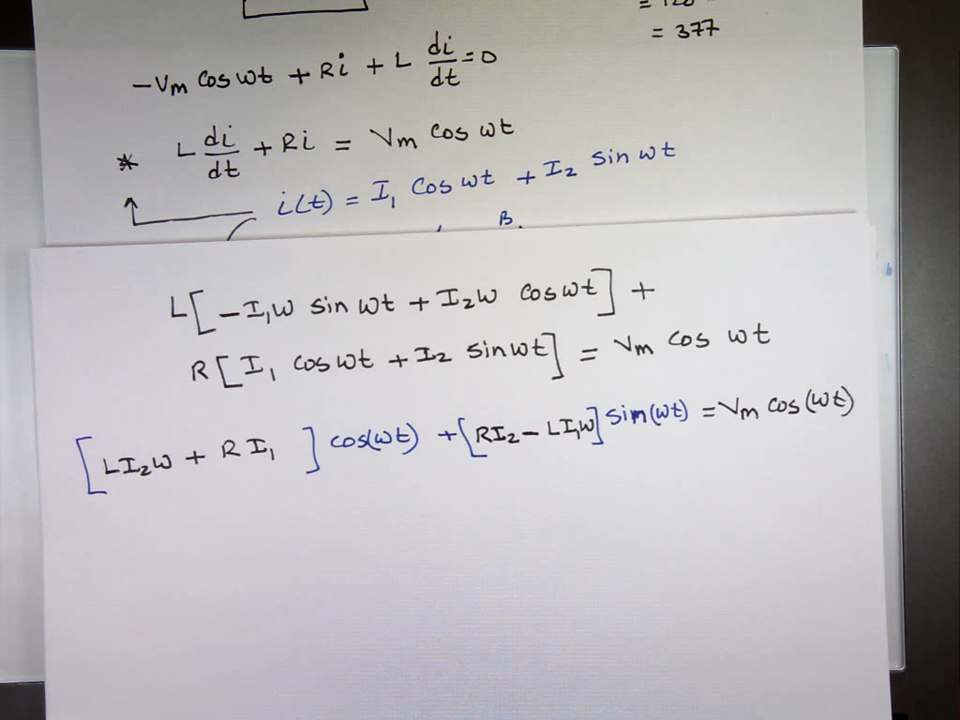 = 377
-Vm cos ωt + Ri + L di/dt = 0
* L di/dt + Ri = Vm cos ωt
i(t) = I₁ cos ωt + I₂ sin ωt
B
L[-I₁ω sin ωt + I₂ω cos ωt] +
R[I₁ cos ωt + I₂ sin ωt] = Vm cos ωt
[LI₂ω + RI₁] cos(ωt) + [RI₂ - LI₁ω] sin(ωt) = Vm cos(ωt)